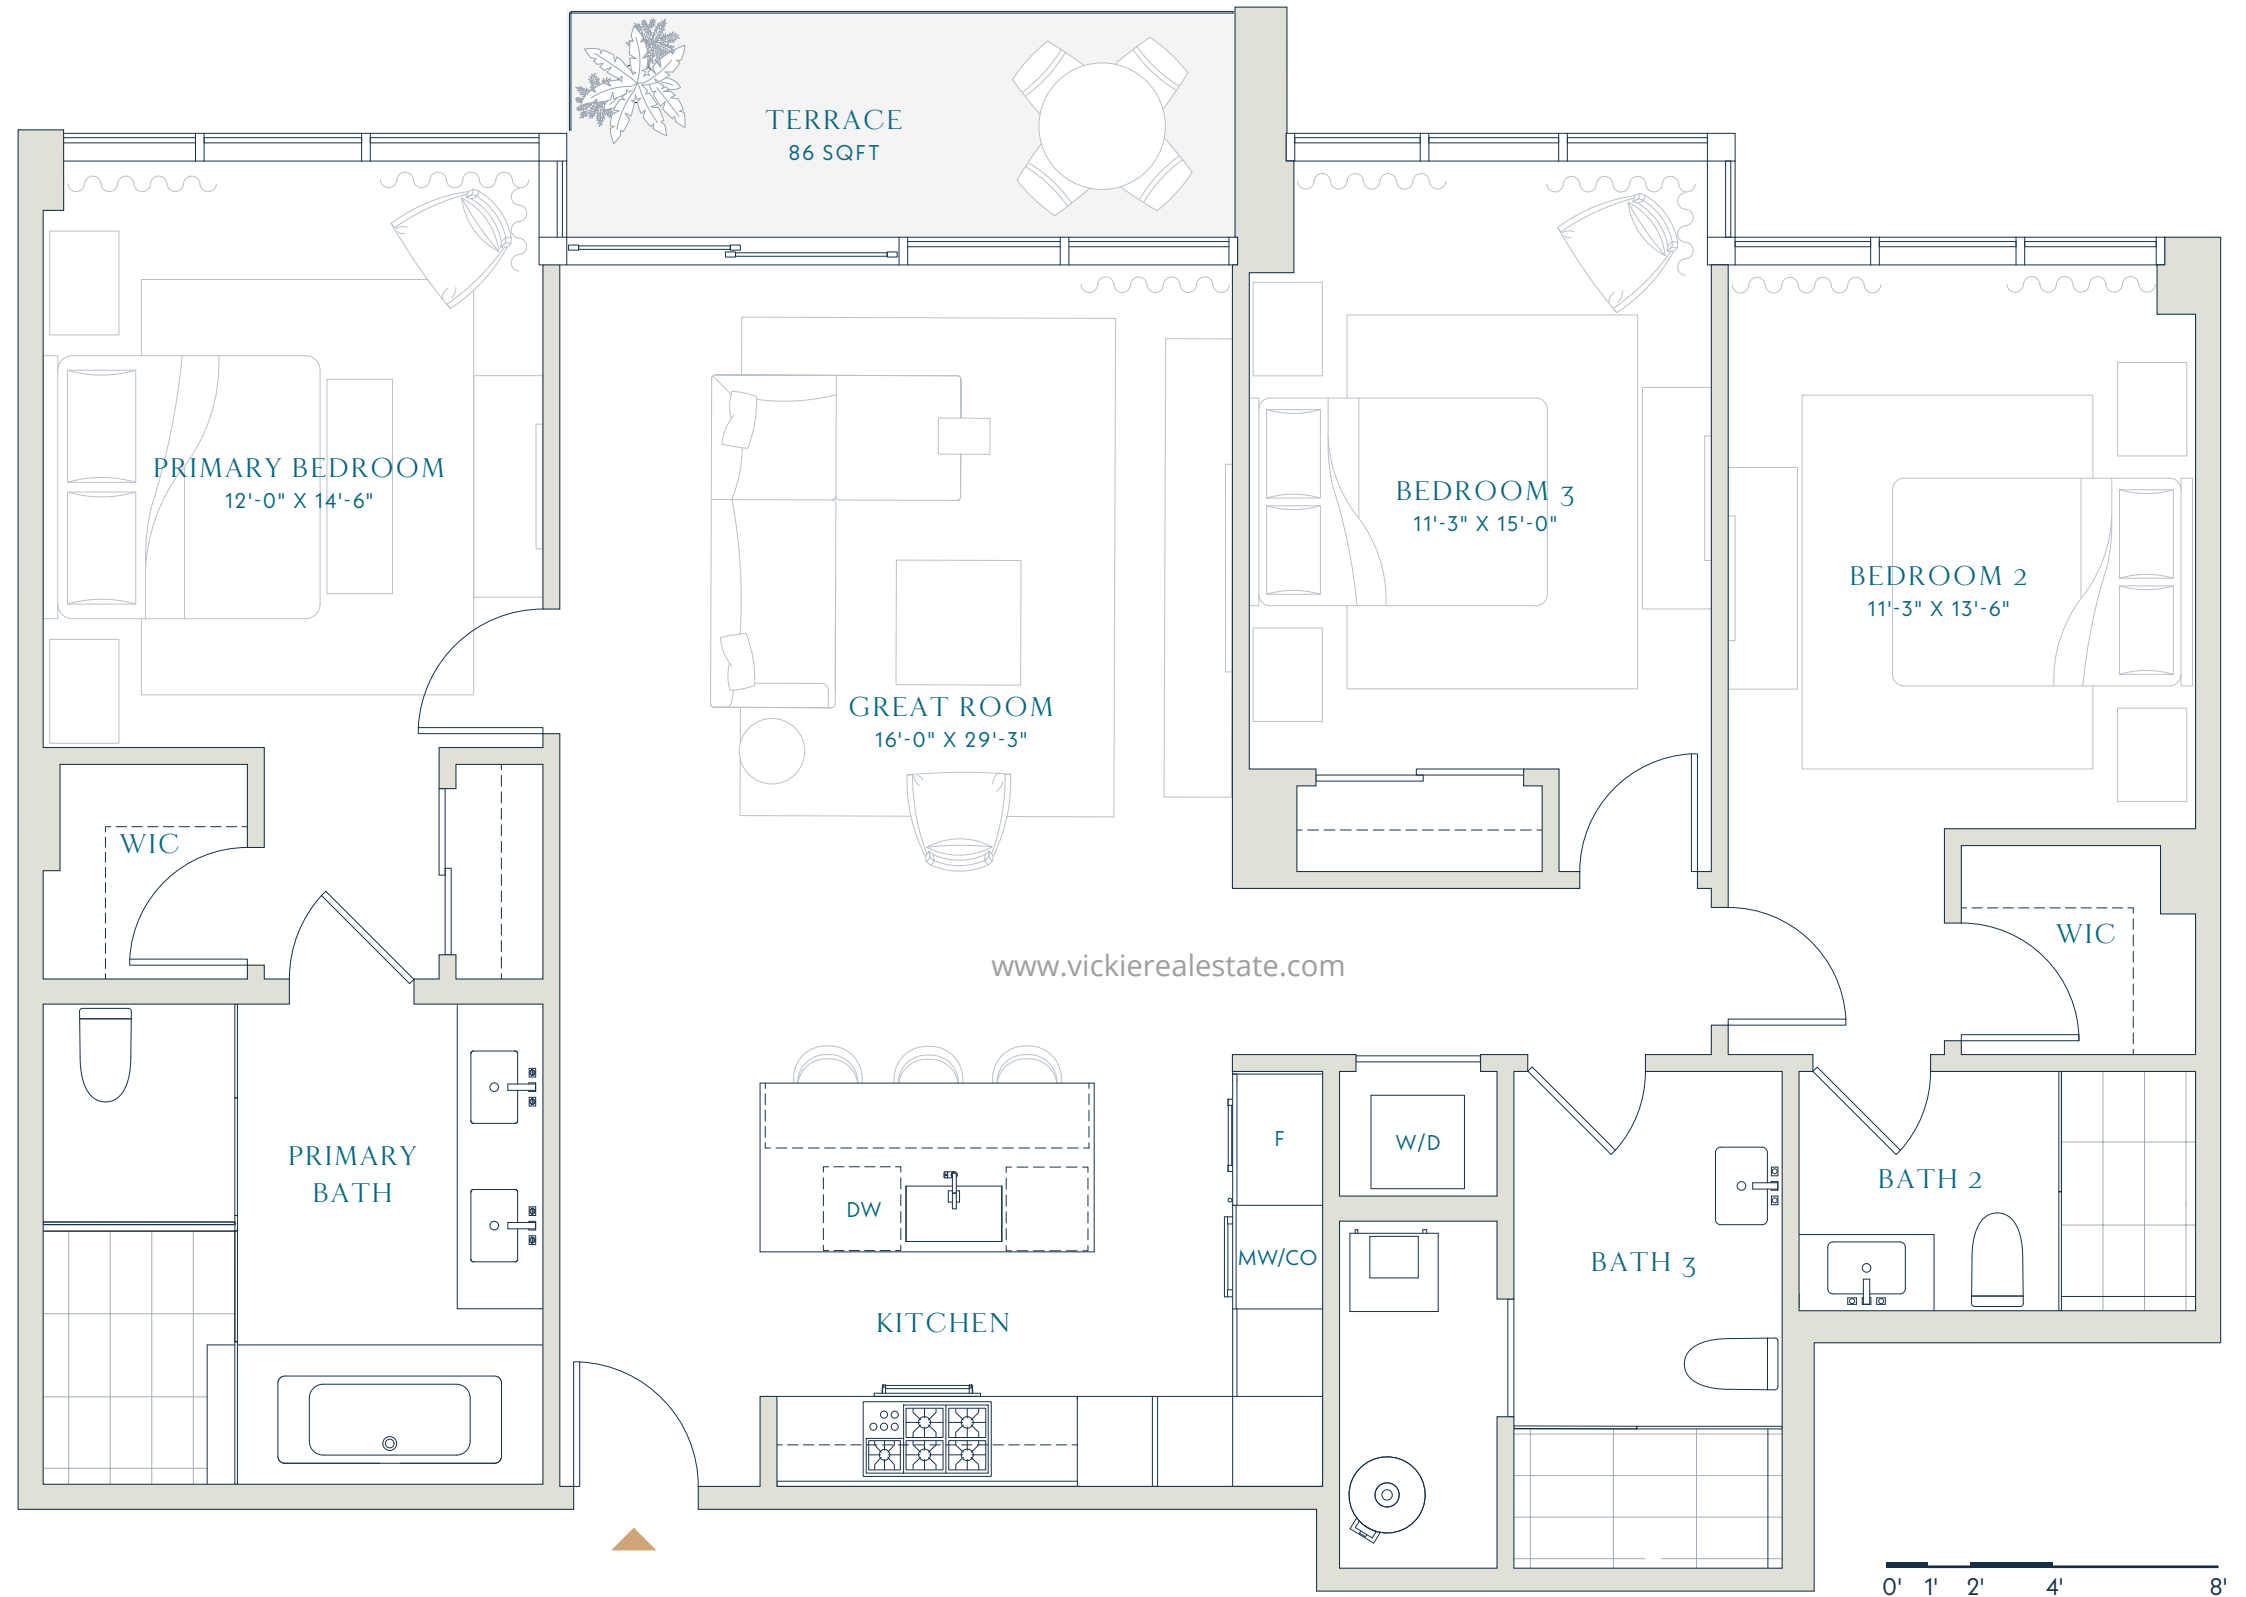 TERRACE
86 SQFT
PRIMARY BEDROOM
12'-0" X 14'-6"
BEDROOM 3
11'-3" X 15'-0"
BEDROOM 2
11'-3" X 13'-6"
GREAT ROOM
16'-0" X 29'-3"
WIC
WIC
www.vickierealestate.com
PRIMARY
BATH
F
W/D
BATH 2
DW
MW/CO
BATH 3
KITCHEN
0' 1' 2' 4' 8'